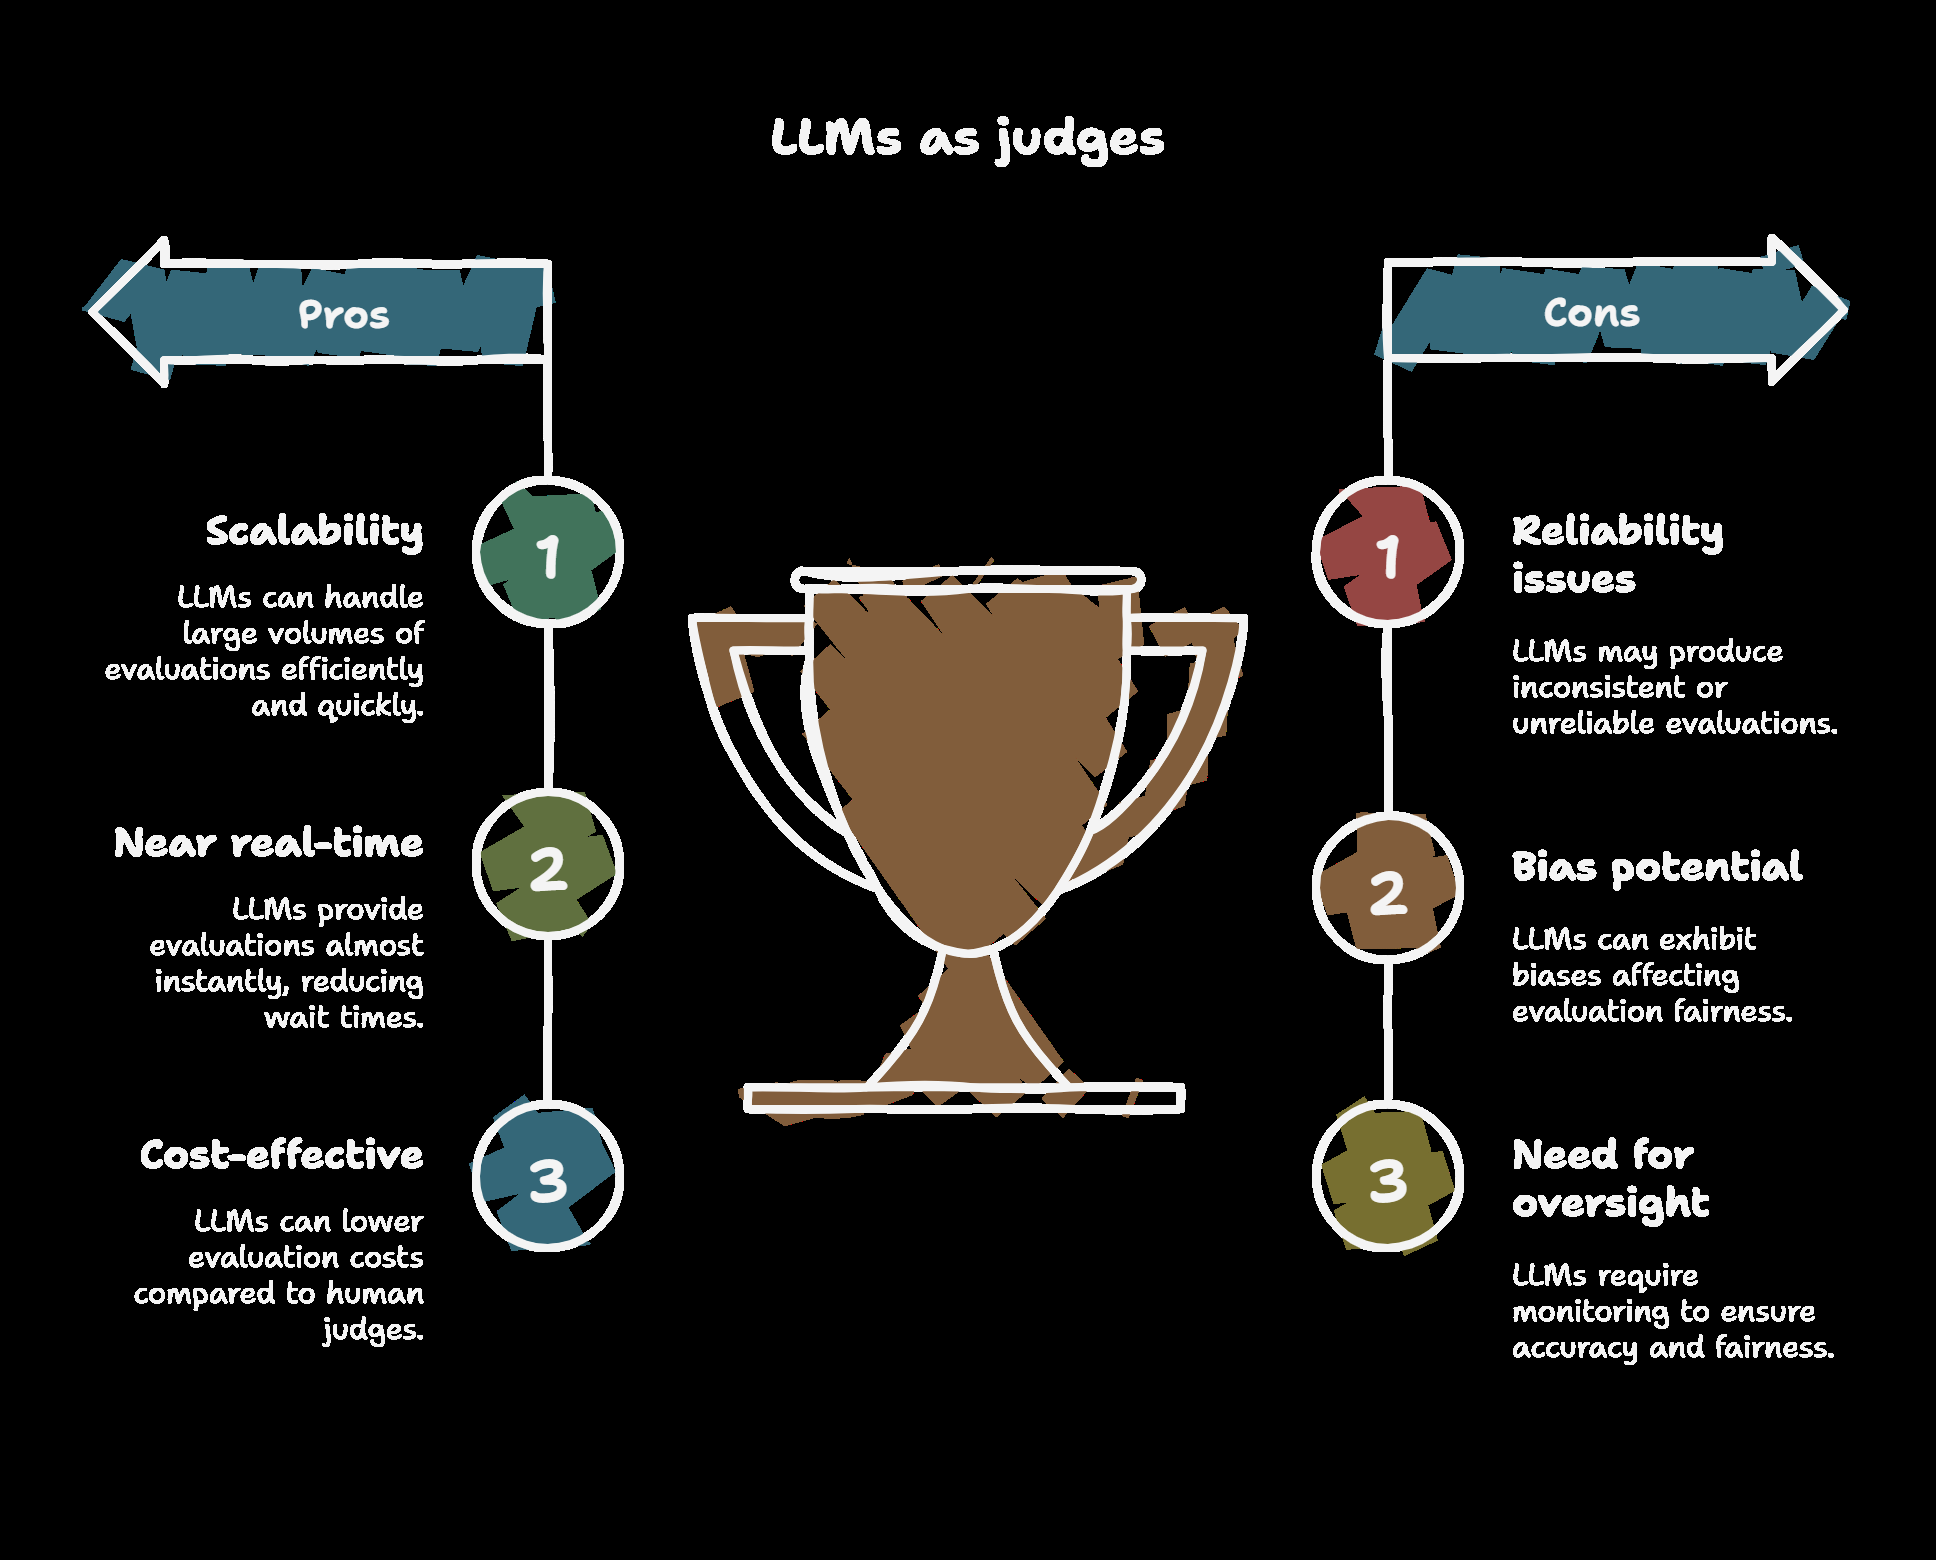 LLMs as judges
Pros
1
Scalability
LLMs can handle
large volumes of
evaluations efficiently
and quickly.
2
Near real-time
LLMs provide
evaluations almost
instantly, reducing
wait times.
3
Cost-effective
LLMs can lower
evaluation costs
compared to human
judges.
Cons
1
Reliability
issues
LLMs may produce
inconsistent or
unreliable evaluations.
2
Bias potential
LLMs can exhibit
biases affecting
evaluation fairness.
3
Need for
oversight
LLMs require
monitoring to ensure
accuracy and fairness.